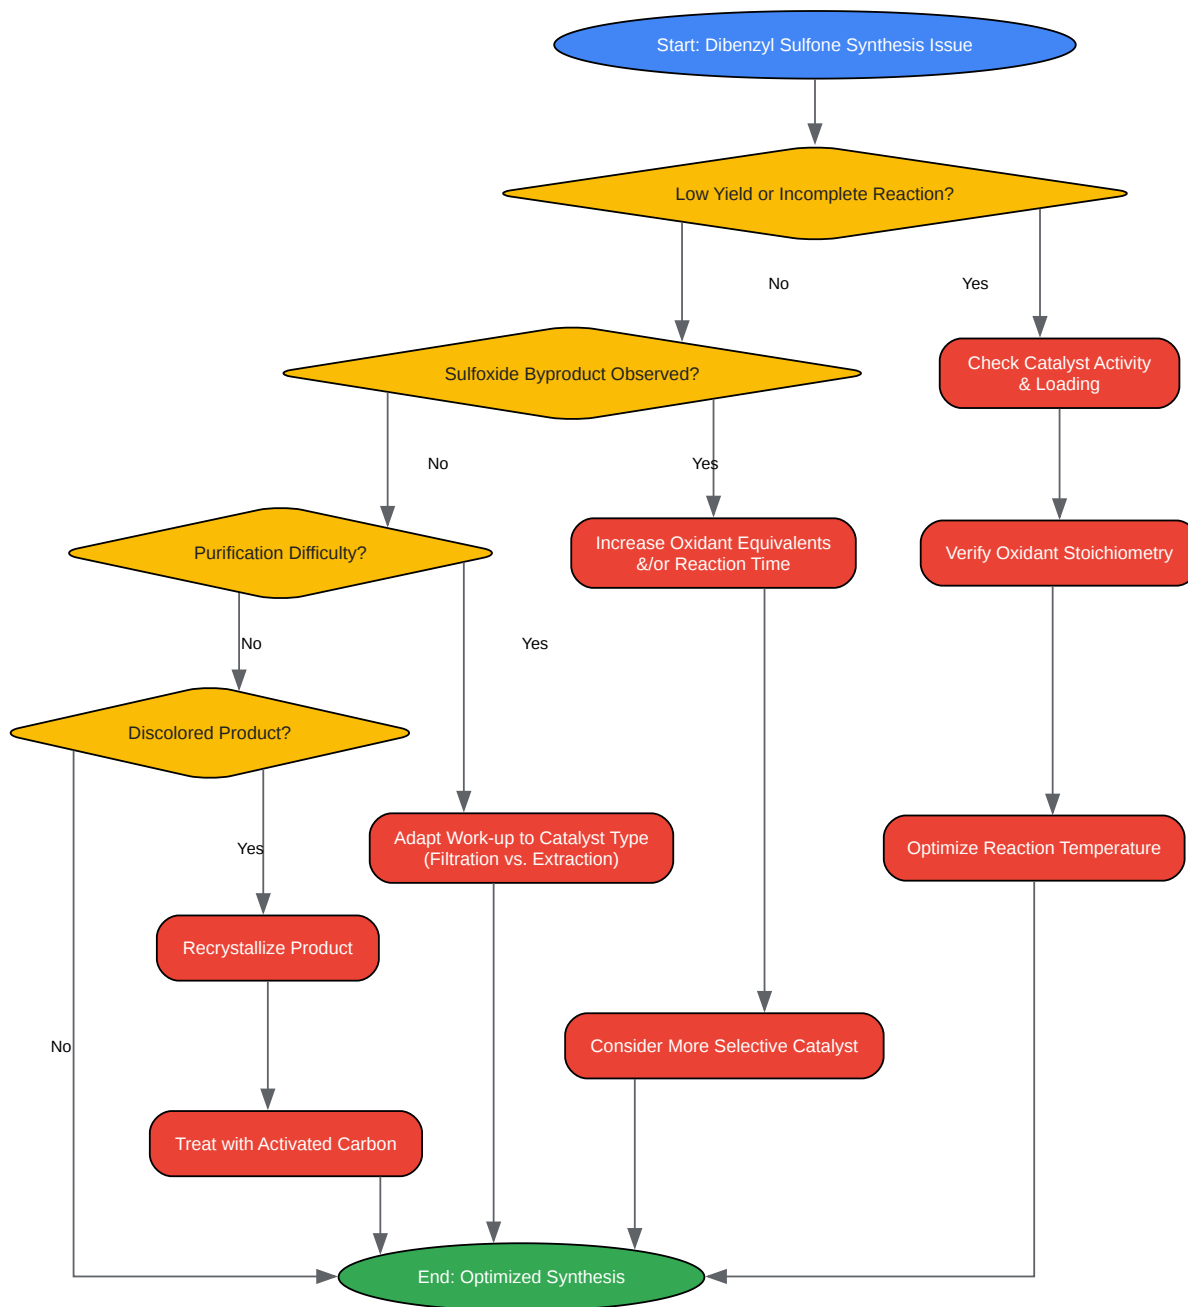 Start: Dibenzyl Sulfone Synthesis Issue
Low Yield or Incomplete Reaction?
No
Yes
Sulfoxide Byproduct Observed?
Check Catalyst Activity
& Loading
No
Yes
Purification Difficulty?
Increase Oxidant Equivalents
&/or Reaction Time
Verify Oxidant Stoichiometry
No
Yes
Discolored Product?
Yes
Adapt Work-up to Catalyst Type
(Filtration vs. Extraction)
Optimize Reaction Temperature
Recrystallize Product
No
Consider More Selective Catalyst
Treat with Activated Carbon
End: Optimized Synthesis